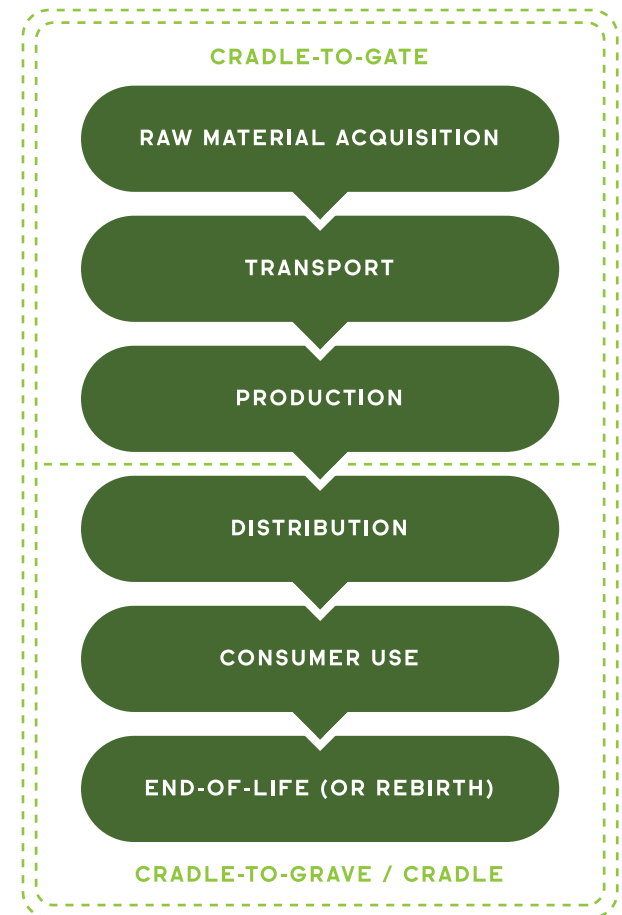 CRADLE-TO-GATE
RAW MATERIAL ACQUISITION
TRANSPORT
PRODUCTION
DISTRIBUTION
CONSUMER USE
END-OF-LIFE (OR REBIRTH)
CRADLE-TO-GRAVE / CRADLE